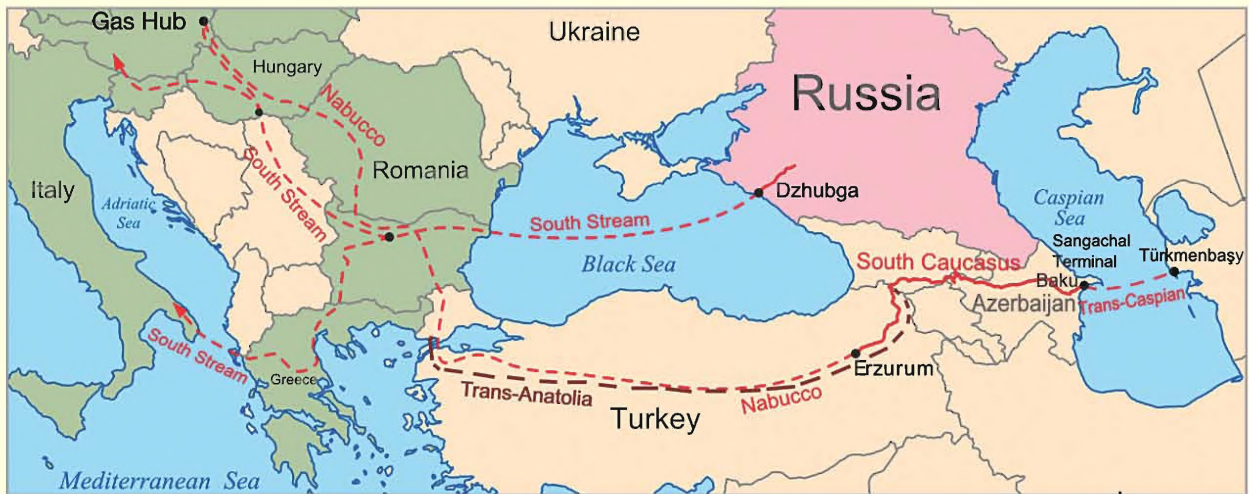 Gas Hub
Ukraine
Hungary
Russia
Nabucco
Romania
South Stream
Italy
Adriatic
Sea
Dzhubga
Caspian
Sea
South Stream
Black Sea
Sangachal
Terminal
Türkmenbaşy
South Caucasus
Baku
Azerbaijan
Trans-Caspian
South Stream
Greece
Erzurum
Trans-Anatolia
Nabucco
Turkey
Mediterranean Sea